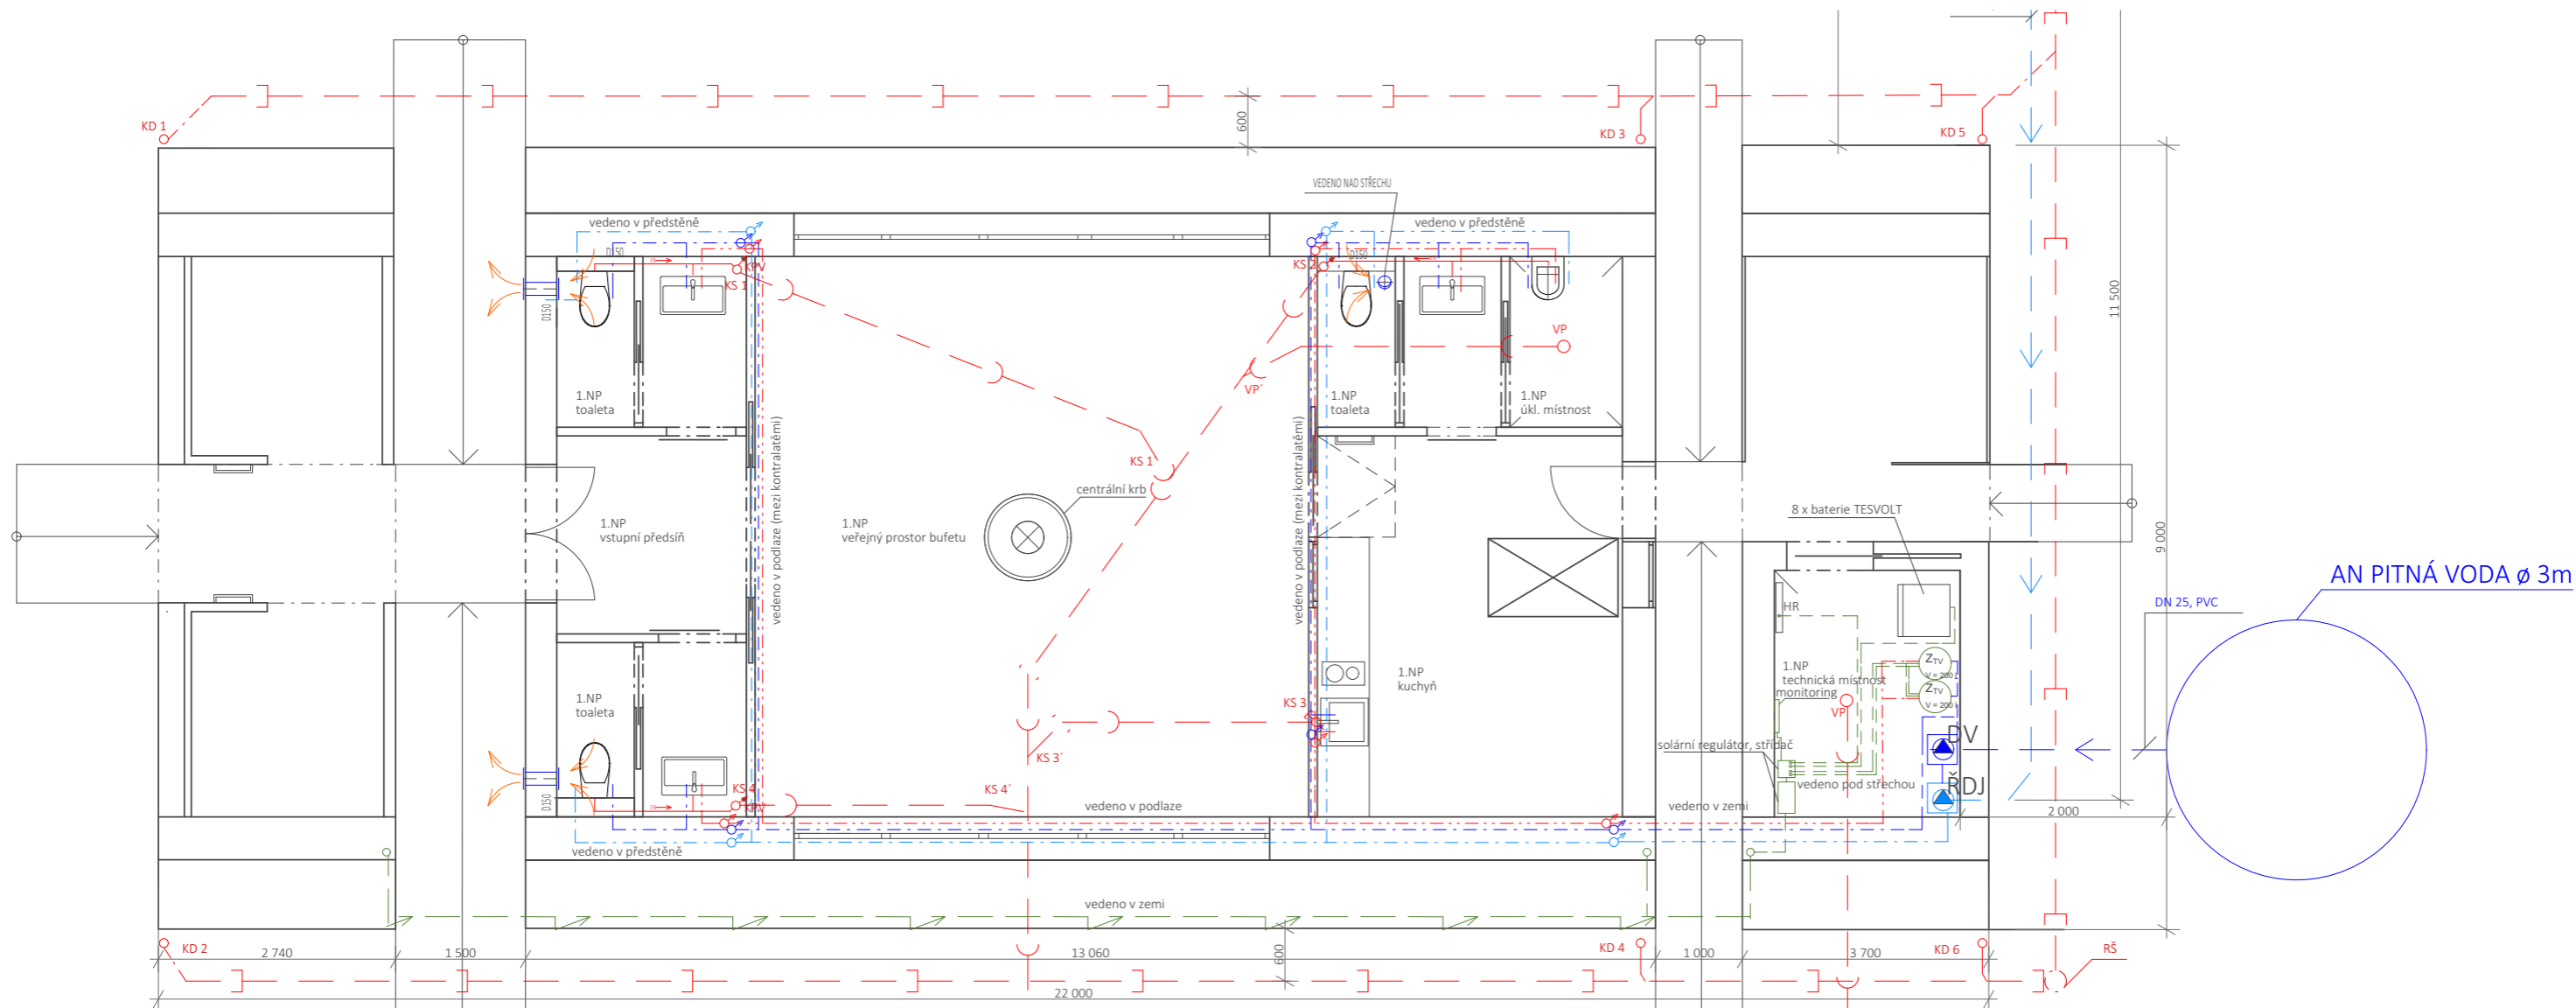 KD 1
600
KD 3
KD 5
VEDENO NAD STŘECHU
vedeno v předstěně
vedeno v předstěně
D150
D150
KPV
KS 1
KS 2
D150
VP
VP´
11 500
1.NP
toaleta
1.NP
toaleta
1.NP
úkl. místnost
vedeno v podlaze (mezi kontralatěmi)
vedeno v podlaze (mezi kontralatěmi)
KS 1´
centrální krb
8 x baterie TESVOLT
1.NP
vstupní předsíň
1.NP
veřejný prostor bufetu
9 000
AN PITNÁ VODA ø 3m
DN 25, PVC
HR
1.NP
kuchyň
1.NP
technická místnost
monitoring
ZTV
V = 200 l
ZTV
V = 200 l
1.NP
toaleta
KS 3
VP
DV
solární regulátor, střídač
KS 3´
vedeno pod střechou
ŘDJ
KS 4
KPV
KS 4´
D150
vedeno v podlaze
vedeno v zemi
2 000
vedeno v předstěně
vedeno v zemi
KD 2
2 740
1 500
13 060
600
KD 4
1 000
3 700
KD 6
RŠ
22 000